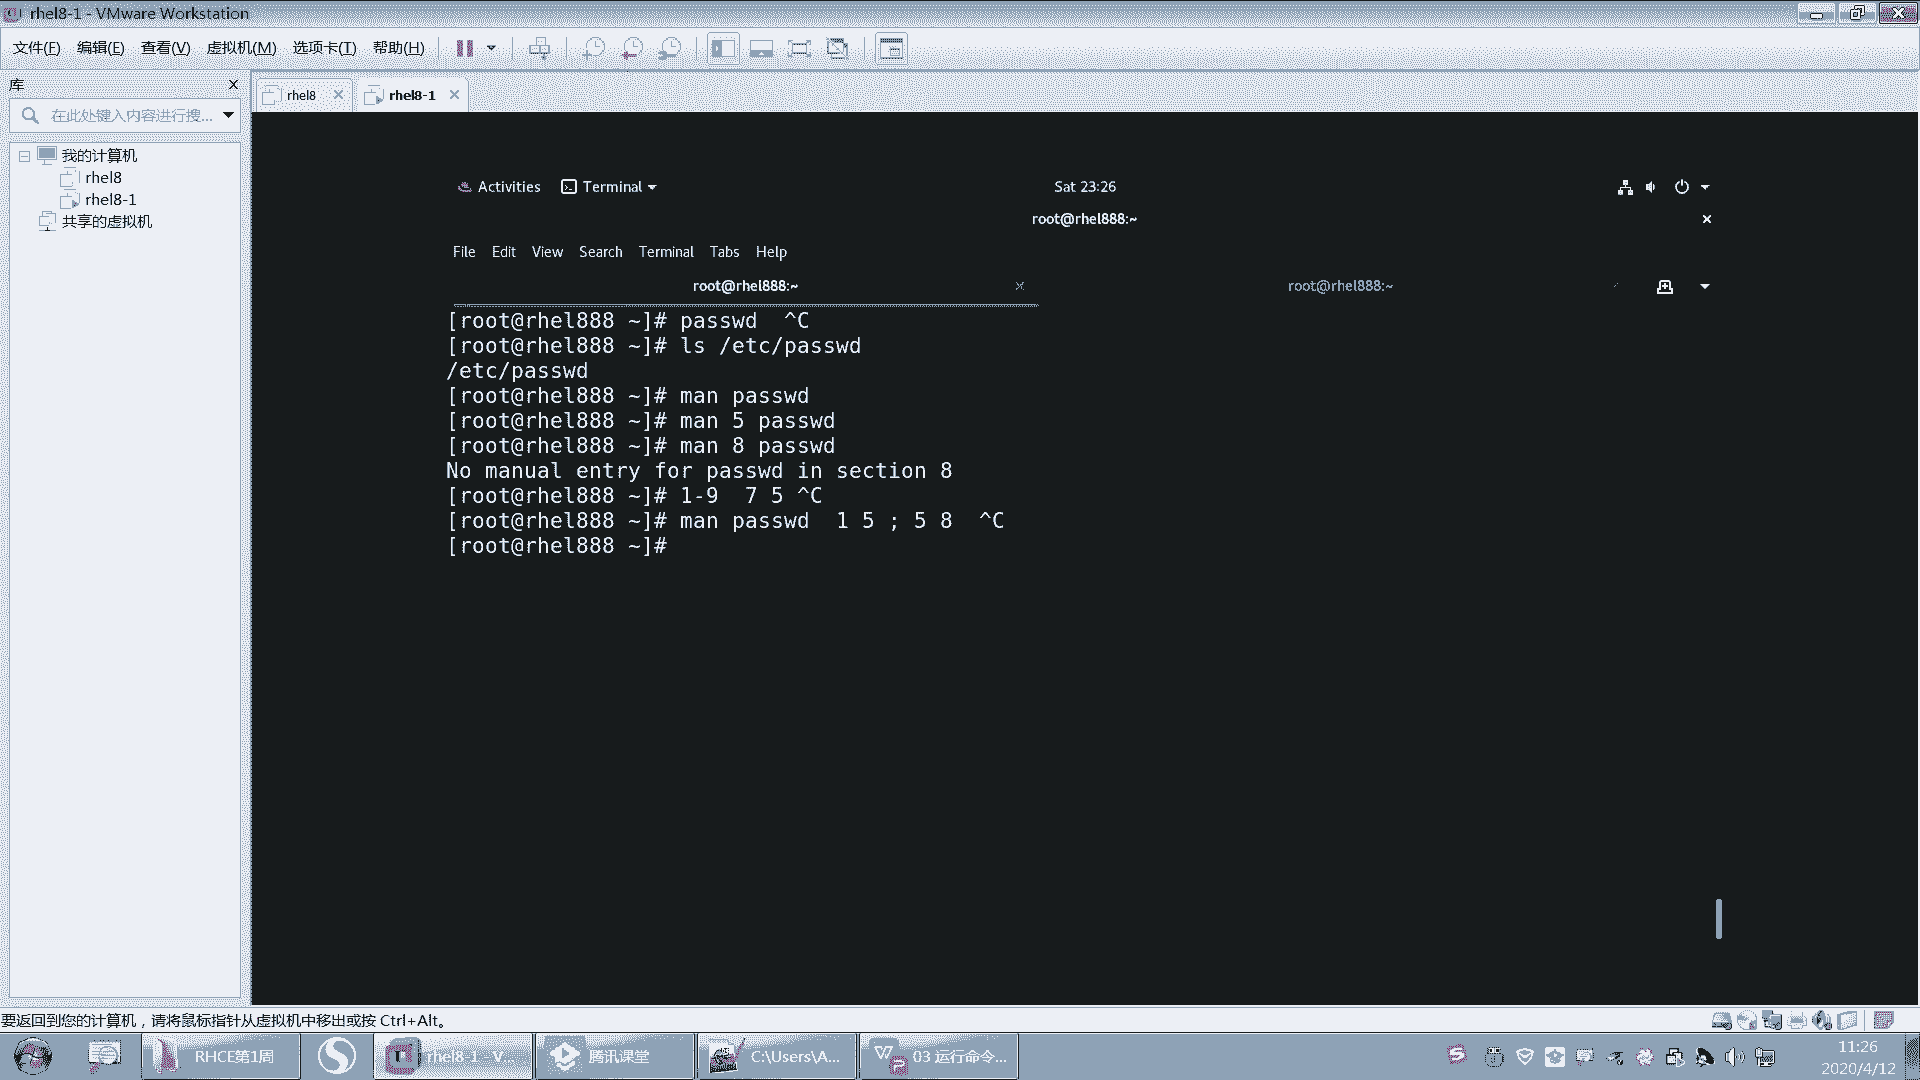 rhel8-1 - VMware Workstation
文件(F) 编辑(E) 查看(V) 虚拟机(M) 选项卡(T) 帮助(H)
库
在此处键入内容进行搜...
我的计算机
rhel8
rhel8-1
共享的虚拟机
rhel8
rhel8-1
Activities Terminal Sat 23:26
root@rhel888:~
File Edit View Search Terminal Tabs Help
root@rhel888:~ root@rhel888:~
[root@rhel888 ~]# passwd  ^C
[root@rhel888 ~]# ls /etc/passwd
/etc/passwd
[root@rhel888 ~]# man passwd
[root@rhel888 ~]# man 5 passwd
[root@rhel888 ~]# man 8 passwd
No manual entry for passwd in section 8
[root@rhel888 ~]# 1-9  7 5 ^C
[root@rhel888 ~]# man passwd  1 5 ; 5 8  ^C
[root@rhel888 ~]#
要返回到您的计算机，请将鼠标指针从虚拟机中移出或按 Ctrl+Alt。
RHCE第1周 rhel8-1 - V... 腾讯课堂 C:\Users\A... 03 运行命令...
11:26
2020/4/12